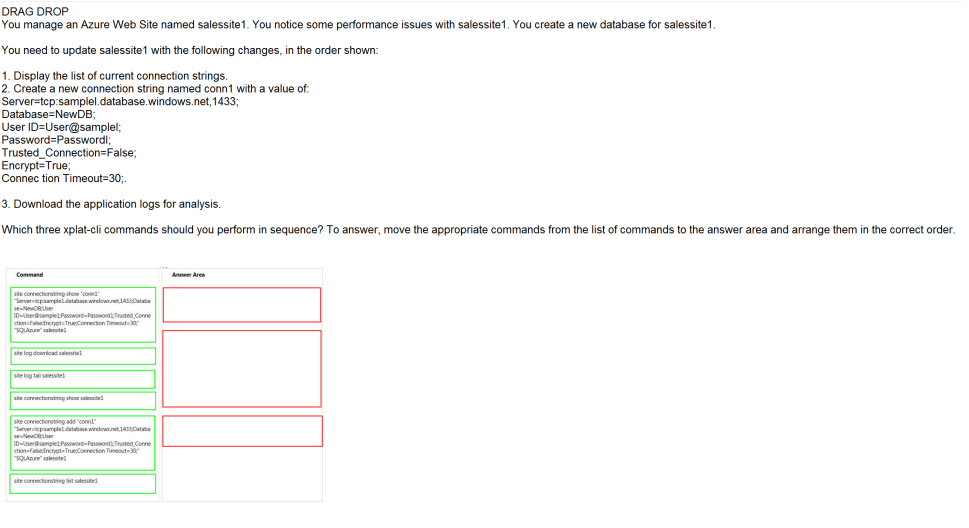 DRAG DROP
You manage an Azure Web Site named salessite1. You notice some performance issues with salessite1. You create a new database for salessite1.
You need to update salessite1 with the following changes, in the order shown:
1. Display the list of current connection strings.
2. Create a new connection string named conn1 with a value of:
Server=tcp:samplel.database.windows.net,1433;
Database=NewDB;
User ID=User@samplel;
Password=Passwordl;
Trusted_Connection=False;
Encrypt=True;
Connec tion Timeout=30;.
3. Download the application logs for analysis.
Which three xplat-cli commands should you perform in sequence? To answer, move the appropriate commands from the list of commands to the answer area and arrange them in the correct order.
Command
Answer Area
site connectionstring show "conn1"
"Server=tcp:sample1.database.windows.net,1433;Databa
se=NewDB;User
ID=User@sample1;Password=Password1;Trusted_Conne
ction=False;Encrypt=True;Connection Timeout=30;"
"SQLAzure" salessite1
site log download salessite1
site log tail salessite1
site connectionstring show salessite1
site connectionstring add "conn1"
"Server=tcp:sample1.database.windows.net,1433;Databa
se=NewDB;User
ID=User@sample1;Password=Password1;Trusted_Conne
ction=False;Encrypt=True;Connection Timeout=30;"
"SQLAzure" salessite1
site connectionstring list salessite1